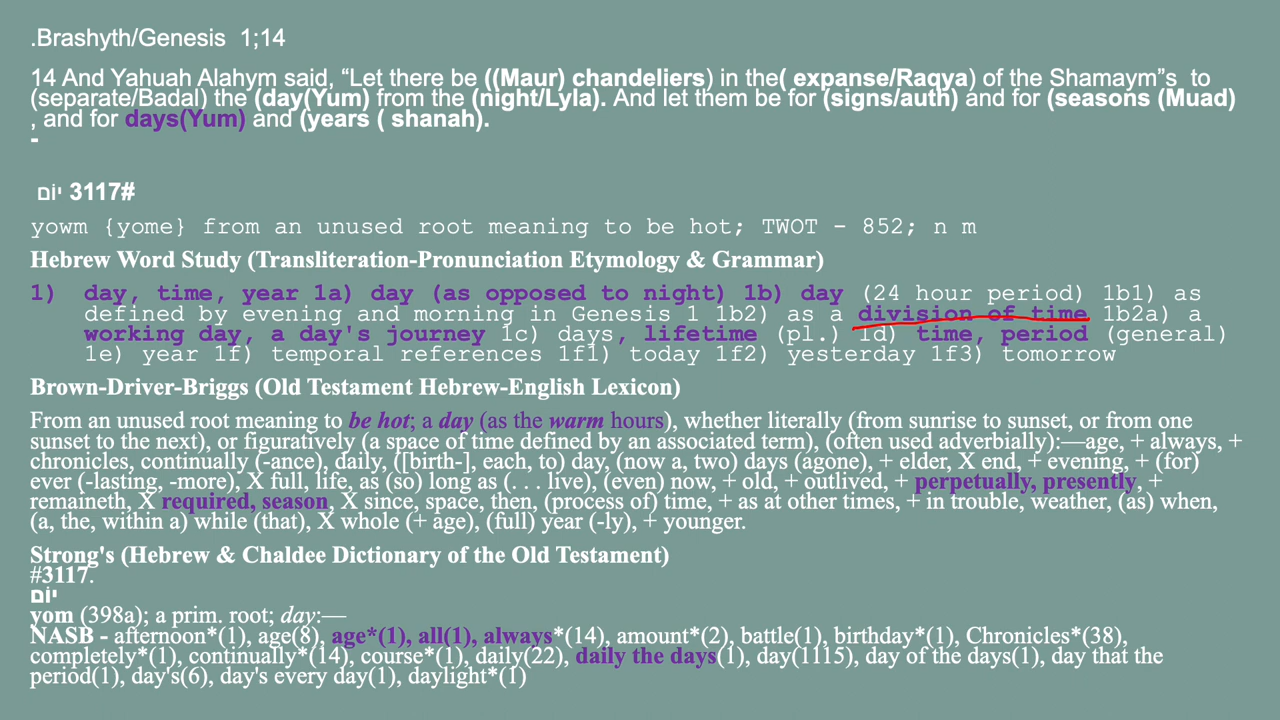 .Brashyth/Genesis  1;14
14 And Yahuah Alahym said, “Let there be ((Maur) chandeliers) in the( expanse/Raqya) of the Shamaym”s  to
(separate/Badal) the (day(Yum) from the (night/Lyla). And let them be for (signs/auth) and for (seasons (Muad)
, and for days(Yum) and (years ( shanah).
-
יוֹם 3117#
yowm {yome} from an unused root meaning to be hot; TWOT - 852; n m
Hebrew Word Study (Transliteration-Pronunciation Etymology & Grammar)
1)  day, time, year 1a) day (as opposed to night) 1b) day (24 hour period) 1b1) as
defined by evening and morning in Genesis 1 1b2) as a division of time 1b2a) a
working day, a day's journey 1c) days, lifetime (pl.) 1d) time, period (general)
1e) year 1f) temporal references 1f1) today 1f2) yesterday 1f3) tomorrow
Brown-Driver-Briggs (Old Testament Hebrew-English Lexicon)
From an unused root meaning to be hot; a day (as the warm hours), whether literally (from sunrise to sunset, or from one
sunset to the next), or figuratively (a space of time defined by an associated term), (often used adverbially):—age, + always, +
chronicles, continually (-ance), daily, ([birth-], each, to) day, (now a, two) days (agone), + elder, X end, + evening, + (for)
ever (-lasting, -more), X full, life, as (so) long as (. . . live), (even) now, + old, + outlived, + perpetually, presently, +
remaineth, X required, season, X since, space, then, (process of) time, + as at other times, + in trouble, weather, (as) when,
(a, the, within a) while (that), X whole (+ age), (full) year (-ly), + younger.
Strong's (Hebrew & Chaldee Dictionary of the Old Testament)
#3117.
יוֹם
yom (398a); a prim. root; day:—
NASB - afternoon*(1), age(8), age*(1), all(1), always*(14), amount*(2), battle(1), birthday*(1), Chronicles*(38),
completely*(1), continually*(14), course*(1), daily(22), daily the days(1), day(1115), day of the days(1), day that the
period(1), day's(6), day's every day(1), daylight*(1)